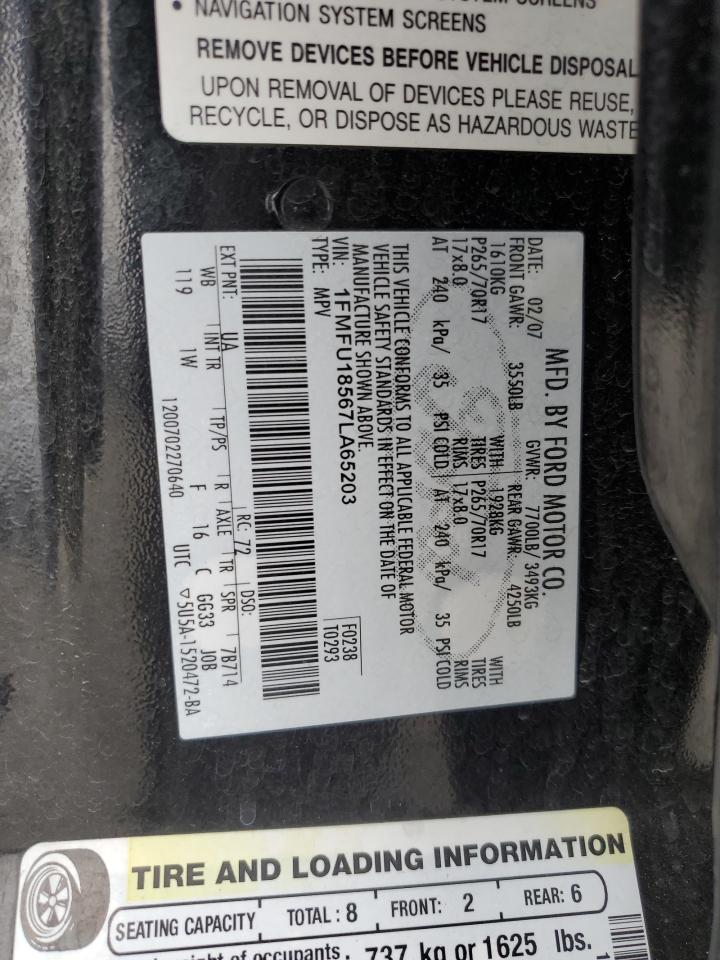 • NAVIGATION SYSTEM SCREENS
REMOVE DEVICES BEFORE VEHICLE DISPOSAL
UPON REMOVAL OF DEVICES PLEASE REUSE,
RECYCLE, OR DISPOSE AS HAZARDOUS WASTE
MFD. BY FORD MOTOR CO.
DATE: 02/07 GVWR: 7700LB/ 3493KG
FRONT GAWR: 3550LB REAR GAWR: 4250LB
1610KG WITH 1928KG WITH
P265/70R17 TIRES P265/70R17 TIRES
17x8.0 RIMS 17x8.0 RIMS
AT 240 kPa/ 35 PSI COLD AT 240 kPa/ 35 PSI COLD
THIS VEHICLE CONFORMS TO ALL APPLICABLE FEDERAL MOTOR
VEHICLE SAFETY STANDARDS IN EFFECT ON THE DATE OF
MANUFACTURE SHOWN ABOVE.
VIN: 1FMFU18567LA65203 F0238
TYPE: MPV T0293
EXT PNT: UA RC: 72 DSO:
WB INT TR TP/PS R AXLE TR SPR 7B714
119 1W F 16 C GG33 JOB
1200702270640 UTC ▽5U5A-1520472-BA
TIRE AND LOADING INFORMATION
SEATING CAPACITY TOTAL: 8 FRONT: 2 REAR: 6
of occupants 737 kg or 1625 lbs.